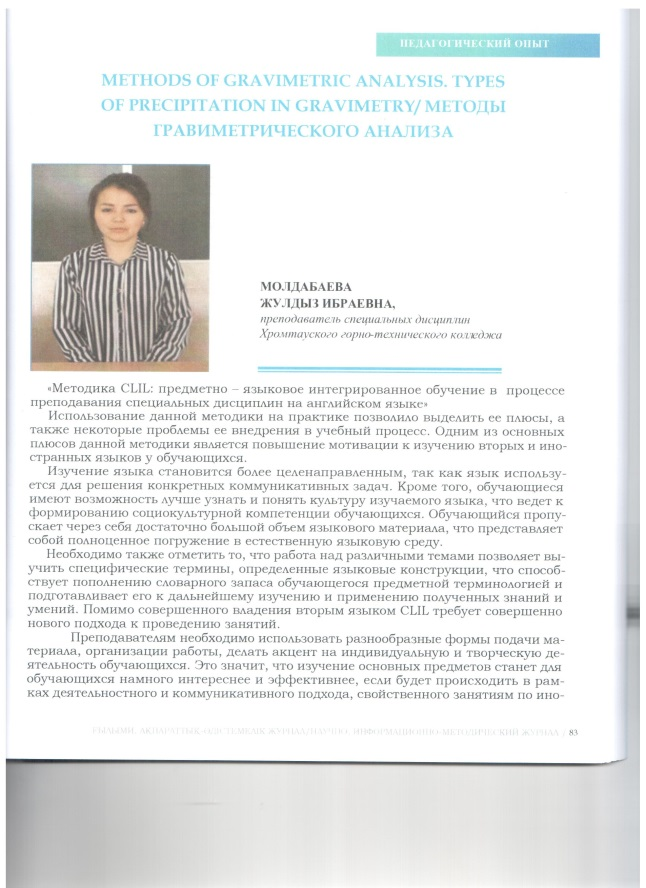 ПЕДАГОГИЧЕСКИЙ ОПЫТ
METHODS OF GRAVIMETRIC ANALYSIS. TYPES
OF PRECIPITATION IN GRAVIMETRY/ МЕТОДЫ
ГРАВИМЕТРИЧЕСКОГО АНАЛИЗА
МОЛДАБАЕВА
ЖУЛДЫЗ ИБРАЕВНА,
преподаватель специальных дисциплин
Хромтауского горно-технического колледжа
«Методика CLIL: предметно – языковое интегрированное обучение в процессе
преподавания специальных дисциплин на английском языке»
Использование данной методики на практике позволило выделить ее плюсы, а
также некоторые проблемы ее внедрения в учебный процесс. Одним из основных
плюсов данной методики является повышение мотивации к изучению вторых и ино-
странных языков у обучающихся.
Изучение языка становится более целенаправленным, так как язык использу-
ется для решения конкретных коммуникативных задач. Кроме того, обучающиеся
имеют возможность лучше узнать и понять культуру изучаемого языка, что ведет к
формированию социокультурной компетенции обучающихся. Обучающийся пропу-
скает через себя достаточно большой объем языкового материала, что представляет
собой полноценное погружение в естественную языковую среду.
Необходимо также отметить то, что работа над различными темами позволяет вы-
учить специфические термины, определенные языковые конструкции, что способ-
ствует пополнению словарного запаса обучающегося предметной терминологией и
подготавливает его к дальнейшему изучению и применению полученных знаний и
умений. Помимо совершенного владения вторым языком CLIL требует совершенно
нового подхода к проведению занятий.
Преподавателям необходимо использовать разнообразные формы подачи ма-
териала, организации работы, делать акцент на индивидуальную и творческую де-
ятельность обучающихся. Это значит, что изучение основных предметов станет для
обучающихся намного интереснее и эффективнее, если будет происходить в рам-
ках деятельностного и коммуникативного подхода, свойственного занятиям по ино-
ҒЫЛЫМИ, АҚПАРАТТЫҚ-ӘДІСТЕМЕЛІК ЖУРНАЛ/НАУЧНО, ИНФОРМАЦИОННО-МЕТОДИЧЕСКИЙ ЖУРНАЛ / 83